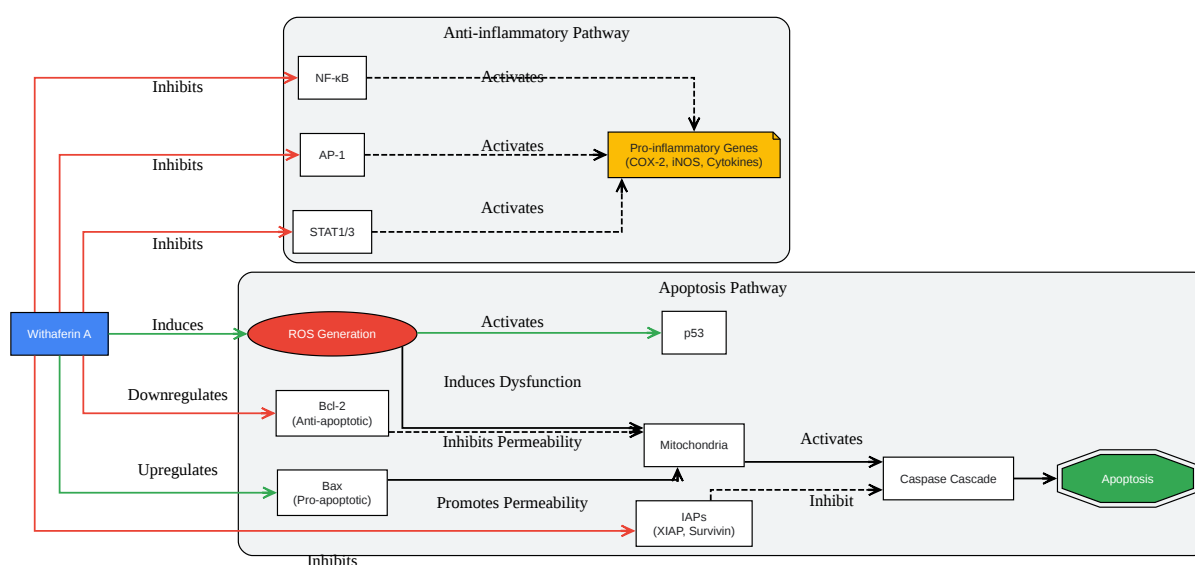 Anti-inflammatory Pathway
NF-κB
Activates
Inhibits
AP-1
Activates
Pro-inflammatory Genes
(COX-2, iNOS, Cytokines)
Inhibits
STAT1/3
Activates
Inhibits
Apoptosis Pathway
Withaferin A
Induces
ROS Generation
Activates
p53
Induces Dysfunction
Downregulates
Bcl-2
(Anti-apoptotic)
Inhibits Permeability
Mitochondria
Activates
Upregulates
Bax
(Pro-apoptotic)
Promotes Permeability
Caspase Cascade
Apoptosis
IAPs
(XIAP, Survivin)
Inhibit
Inhibits